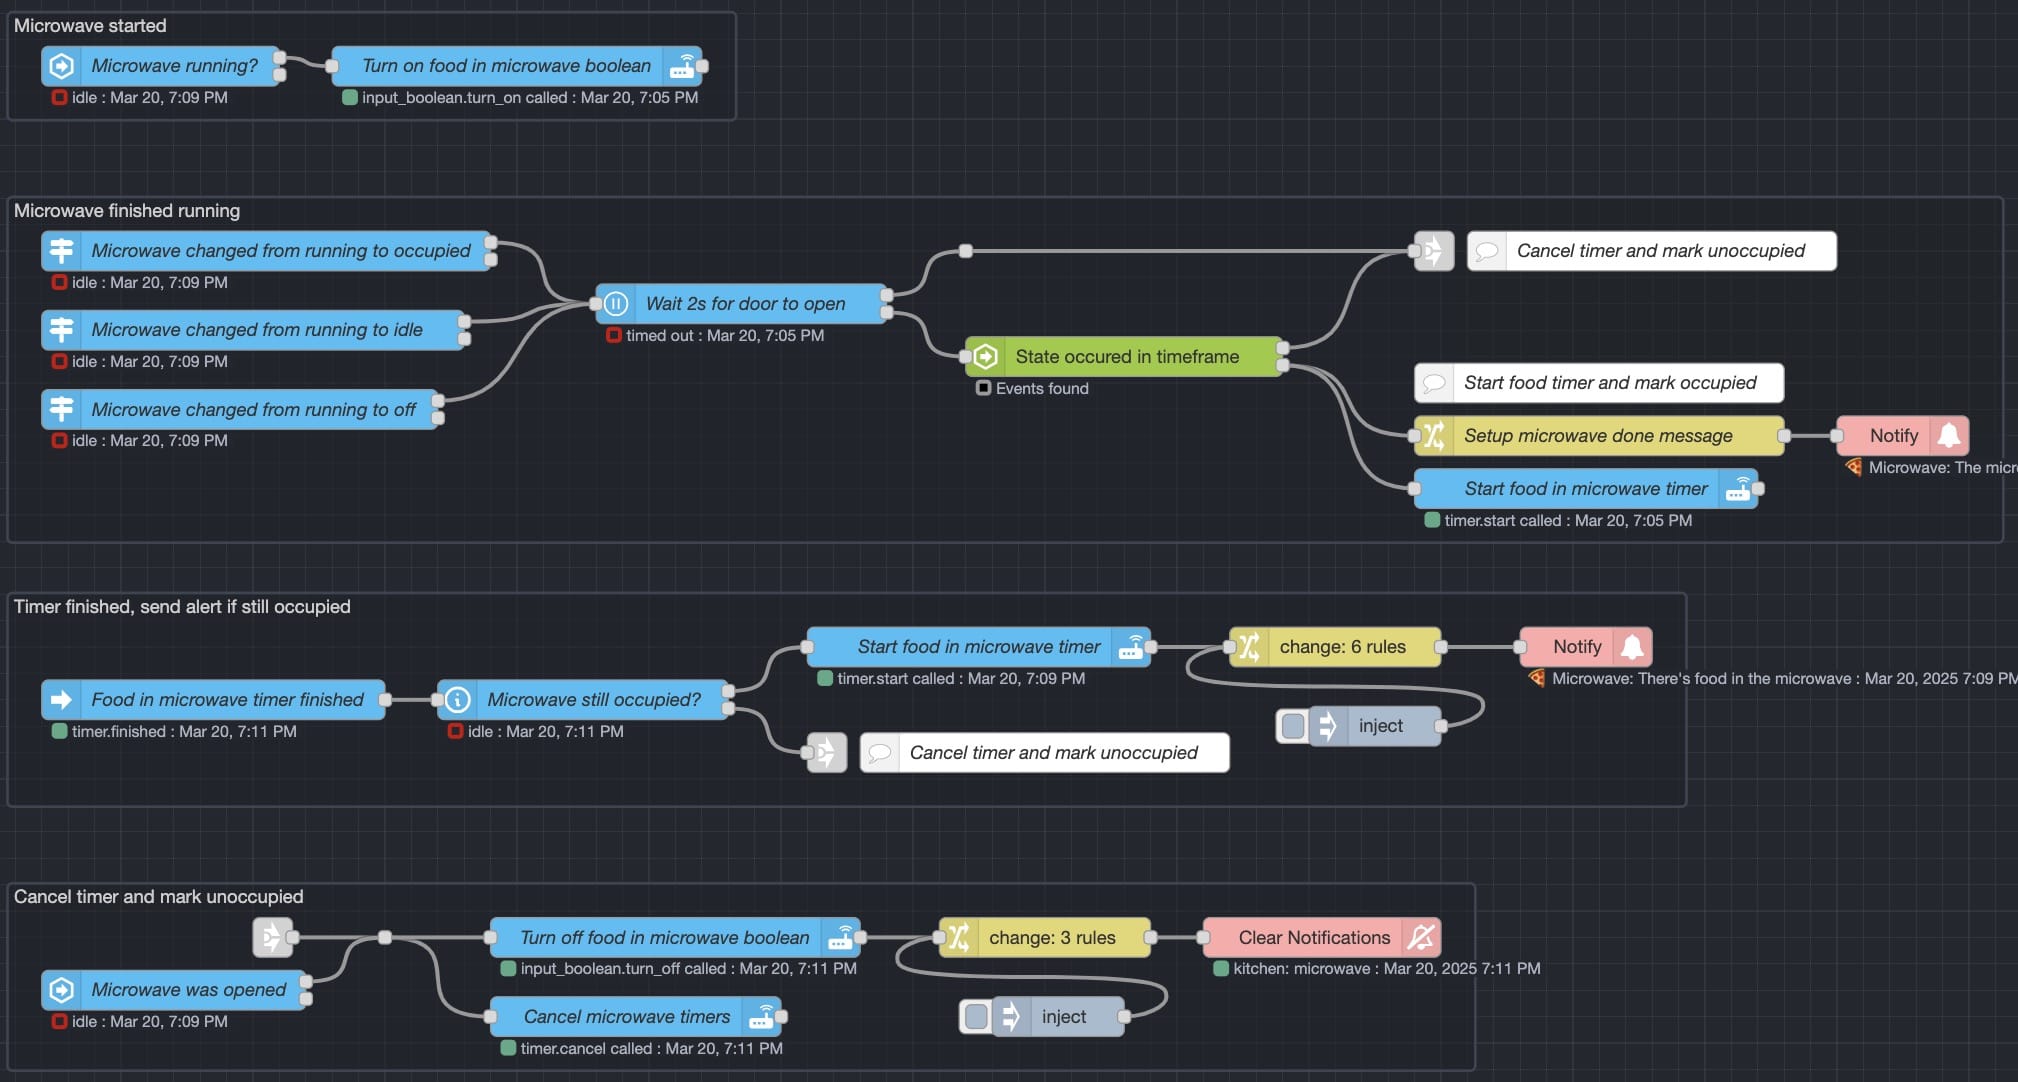 Microwave started
Microwave running?
idle : Mar 20, 7:09 PM
Turn on food in microwave boolean
input_boolean.turn_on called : Mar 20, 7:05 PM
Microwave finished running
Microwave changed from running to occupied
idle : Mar 20, 7:09 PM
Microwave changed from running to idle
idle : Mar 20, 7:09 PM
Microwave changed from running to off
idle : Mar 20, 7:09 PM
Wait 2s for door to open
timed out : Mar 20, 7:05 PM
State occured in timeframe
Events found
Cancel timer and mark unoccupied
Start food timer and mark occupied
Setup microwave done message
Notify
Microwave: The micr
Start food in microwave timer
timer.start called : Mar 20, 7:05 PM
Timer finished, send alert if still occupied
Food in microwave timer finished
timer.finished : Mar 20, 7:11 PM
Microwave still occupied?
idle : Mar 20, 7:11 PM
Start food in microwave timer
timer.start called : Mar 20, 7:09 PM
change: 6 rules
Notify
Microwave: There's food in the microwave : Mar 20, 2025 7:09 PM
inject
Cancel timer and mark unoccupied
Cancel timer and mark unoccupied
Microwave was opened
idle : Mar 20, 7:09 PM
Turn off food in microwave boolean
input_boolean.turn_off called : Mar 20, 7:11 PM
change: 3 rules
Clear Notifications
kitchen: microwave : Mar 20, 2025 7:11 PM
Cancel microwave timers
timer.cancel called : Mar 20, 7:11 PM
inject